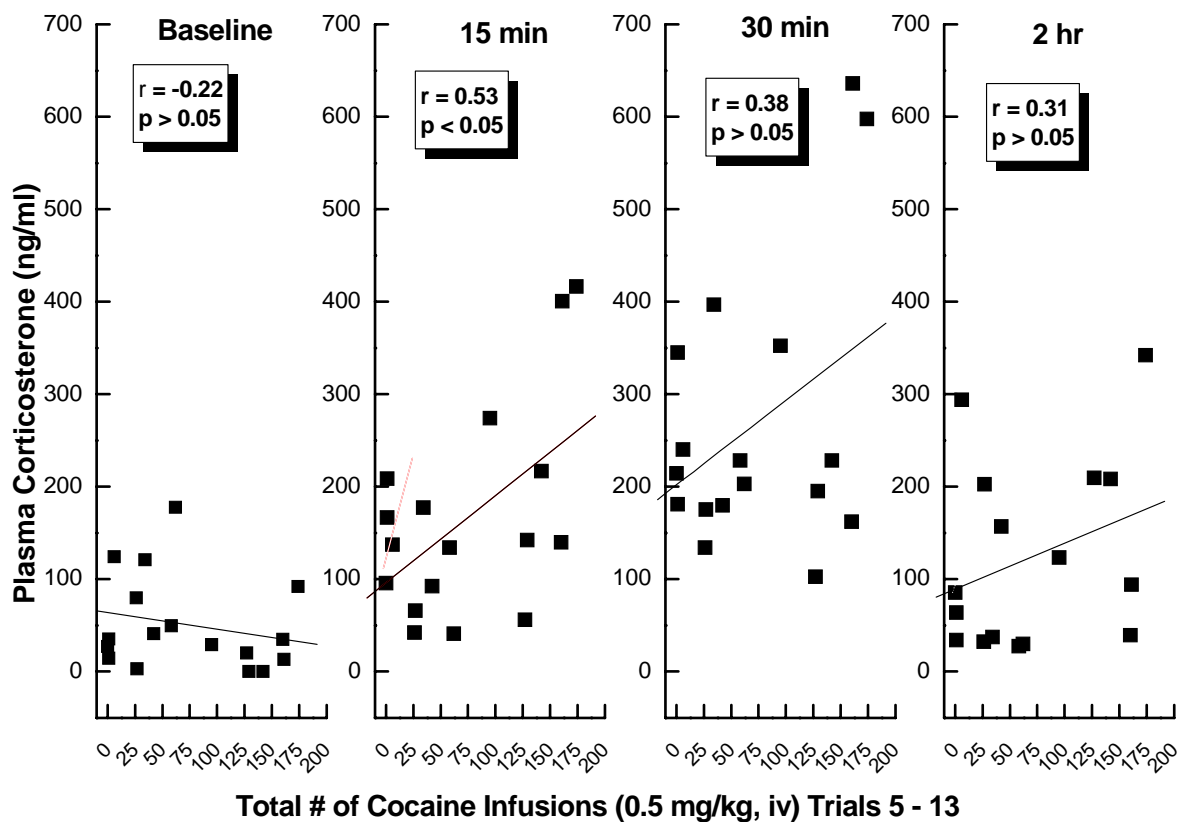 Baseline
15 min
30 min
2 hr
r = -0.22
p > 0.05
r = 0.53
p < 0.05
r = 0.38
p > 0.05
r = 0.31
p > 0.05
Plasma Corticosterone (ng/ml)
700
600
500
400
300
200
100
0
700
600
500
400
300
200
100
0
700
600
500
400
300
200
100
0
700
600
500
400
300
200
100
0
0 25 50 75 100 125 150 175 200
0 25 50 75 100 125 150 175 200
0 25 50 75 100 125 150 175 200
0 25 50 75 100 125 150 175 200
Total # of Cocaine Infusions (0.5 mg/kg, iv) Trials 5 - 13